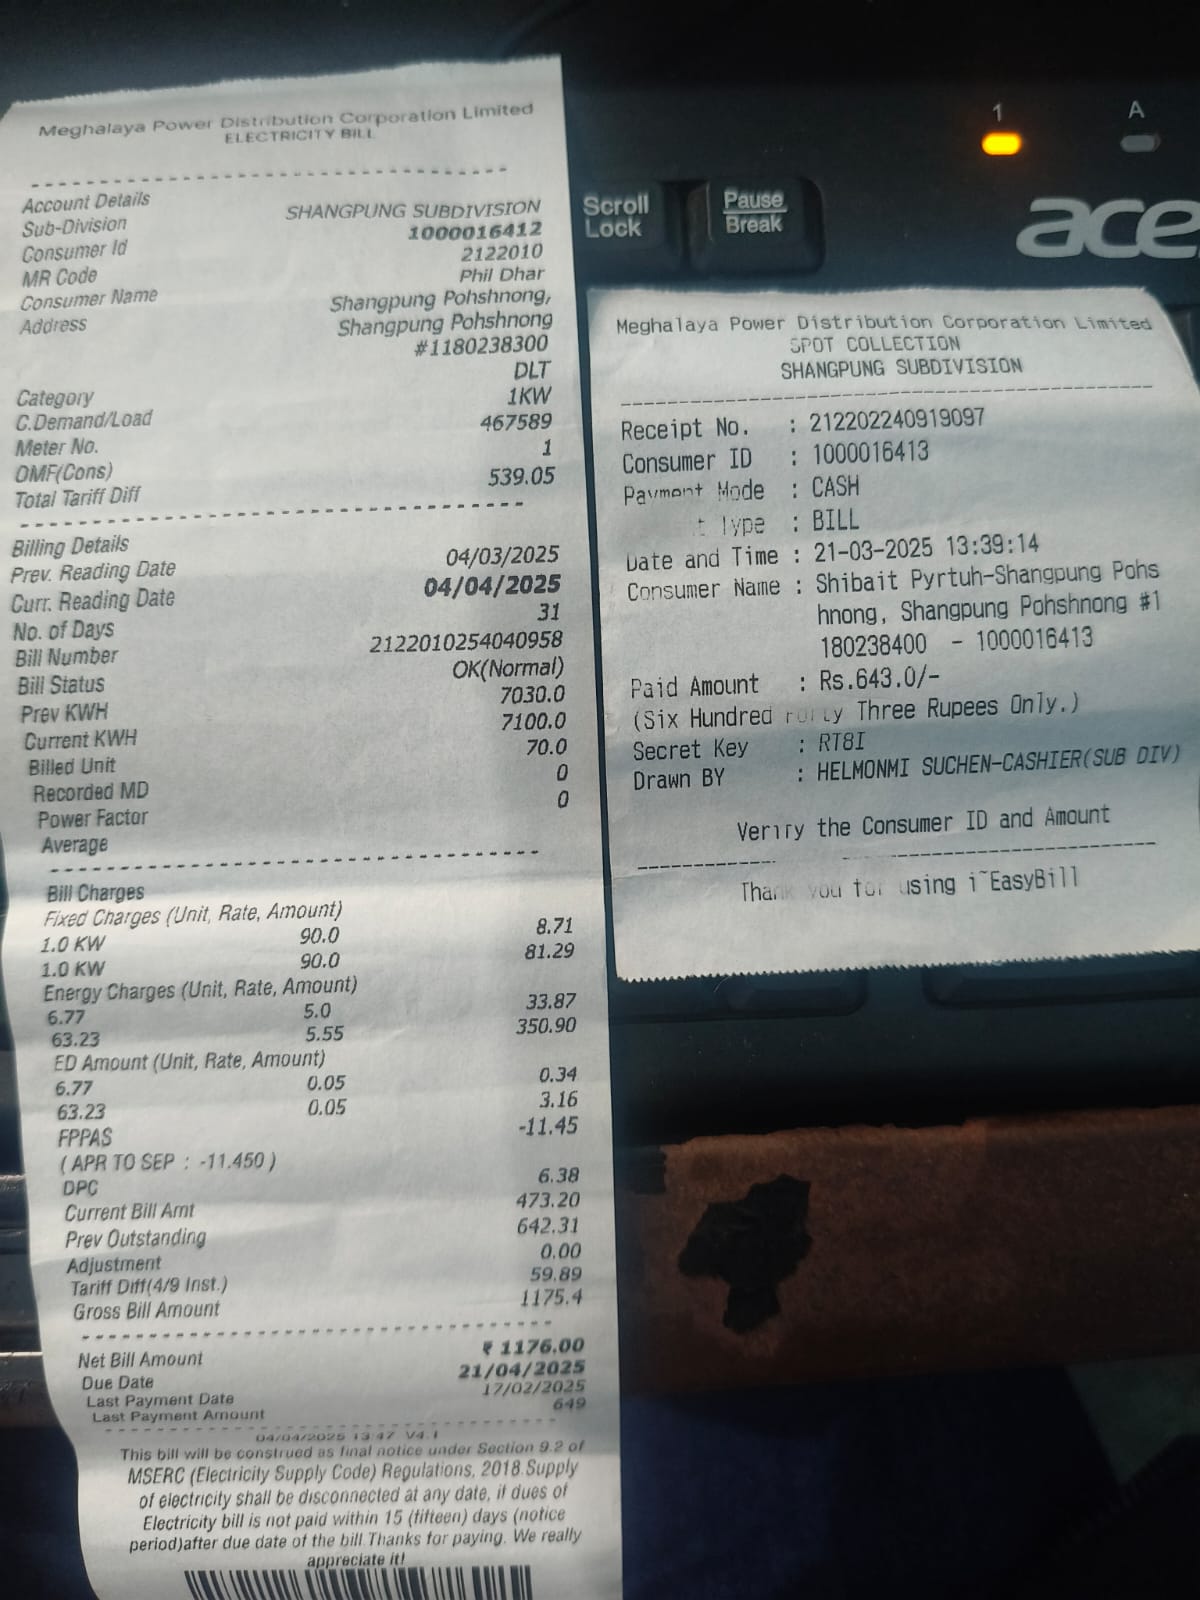 Meghalaya Power Distribution Corporation Limited
ELECTRICITY BILL
Account Details
Sub-Division SHANGPUNG SUBDIVISION
Consumer Id 1000016412
MR Code 2122010
Consumer Name Phil Dhar
Address Shangpung Pohshnong,
Shangpung Pohshnong
#1180238300
Category DLT
C.Demand/Load 1KW
Meter No. 467589
OMF(Cons) 1
Total Tariff Diff 539.05
Billing Details
Prev. Reading Date 04/03/2025
Curr. Reading Date 04/04/2025
No. of Days 31
Bill Number 2122010254040958
Bill Status OK(Normal)
Prev KWH 7030.0
Current KWH 7100.0
Billed Unit 70.0
Recorded MD 0
Power Factor 0
Average
Bill Charges
Fixed Charges (Unit, Rate, Amount)
1.0 KW 90.0 8.71
1.0 KW 90.0 81.29
Energy Charges (Unit, Rate, Amount)
6.77 5.0 33.87
63.23 5.55 350.90
ED Amount (Unit, Rate, Amount)
6.77 0.05 0.34
63.23 0.05 3.16
FPPAS -11.45
( APR TO SEP : -11.450 )
DPC 6.38
Current Bill Amt 473.20
Prev Outstanding 642.31
Adjustment 0.00
Tariff Diff(4/9 Inst.) 59.89
Gross Bill Amount 1175.4
Net Bill Amount ₹ 1176.00
Due Date 21/04/2025
Last Payment Date 17/02/2025
Last Payment Amount 649
04/04/2025 13:47 V4.1
This bill will be construed as final notice under Section 9.2 of
MSERC (Electricity Supply Code) Regulations, 2018.Supply
of electricity shall be disconnected at any date, if dues of
Electricity bill is not paid within 15 (fifteen) days (notice
period)after due date of the bill.Thanks for paying. We really
appreciate it!
Scroll
Lock
Pause
Break
1
A
ace
Meghalaya Power Distribution Corporation Limited
SPOT COLLECTION
SHANGPUNG SUBDIVISION
Receipt No. : 212202240919097
Consumer ID : 1000016413
Payment Mode : CASH
t Type : BILL
Date and Time : 21-03-2025 13:39:14
Consumer Name : Shibait Pyrtuh-Shangpung Pohs
hnong, Shangpung Pohshnong #1
180238400 - 1000016413
Paid Amount : Rs.643.0/-
(Six Hundred Forty Three Rupees Only.)
Secret Key : RT8I
Drawn BY : HELMONMI SUCHEN-CASHIER(SUB DIV)
Verify the Consumer ID and Amount
Thank you for using i~EasyBill